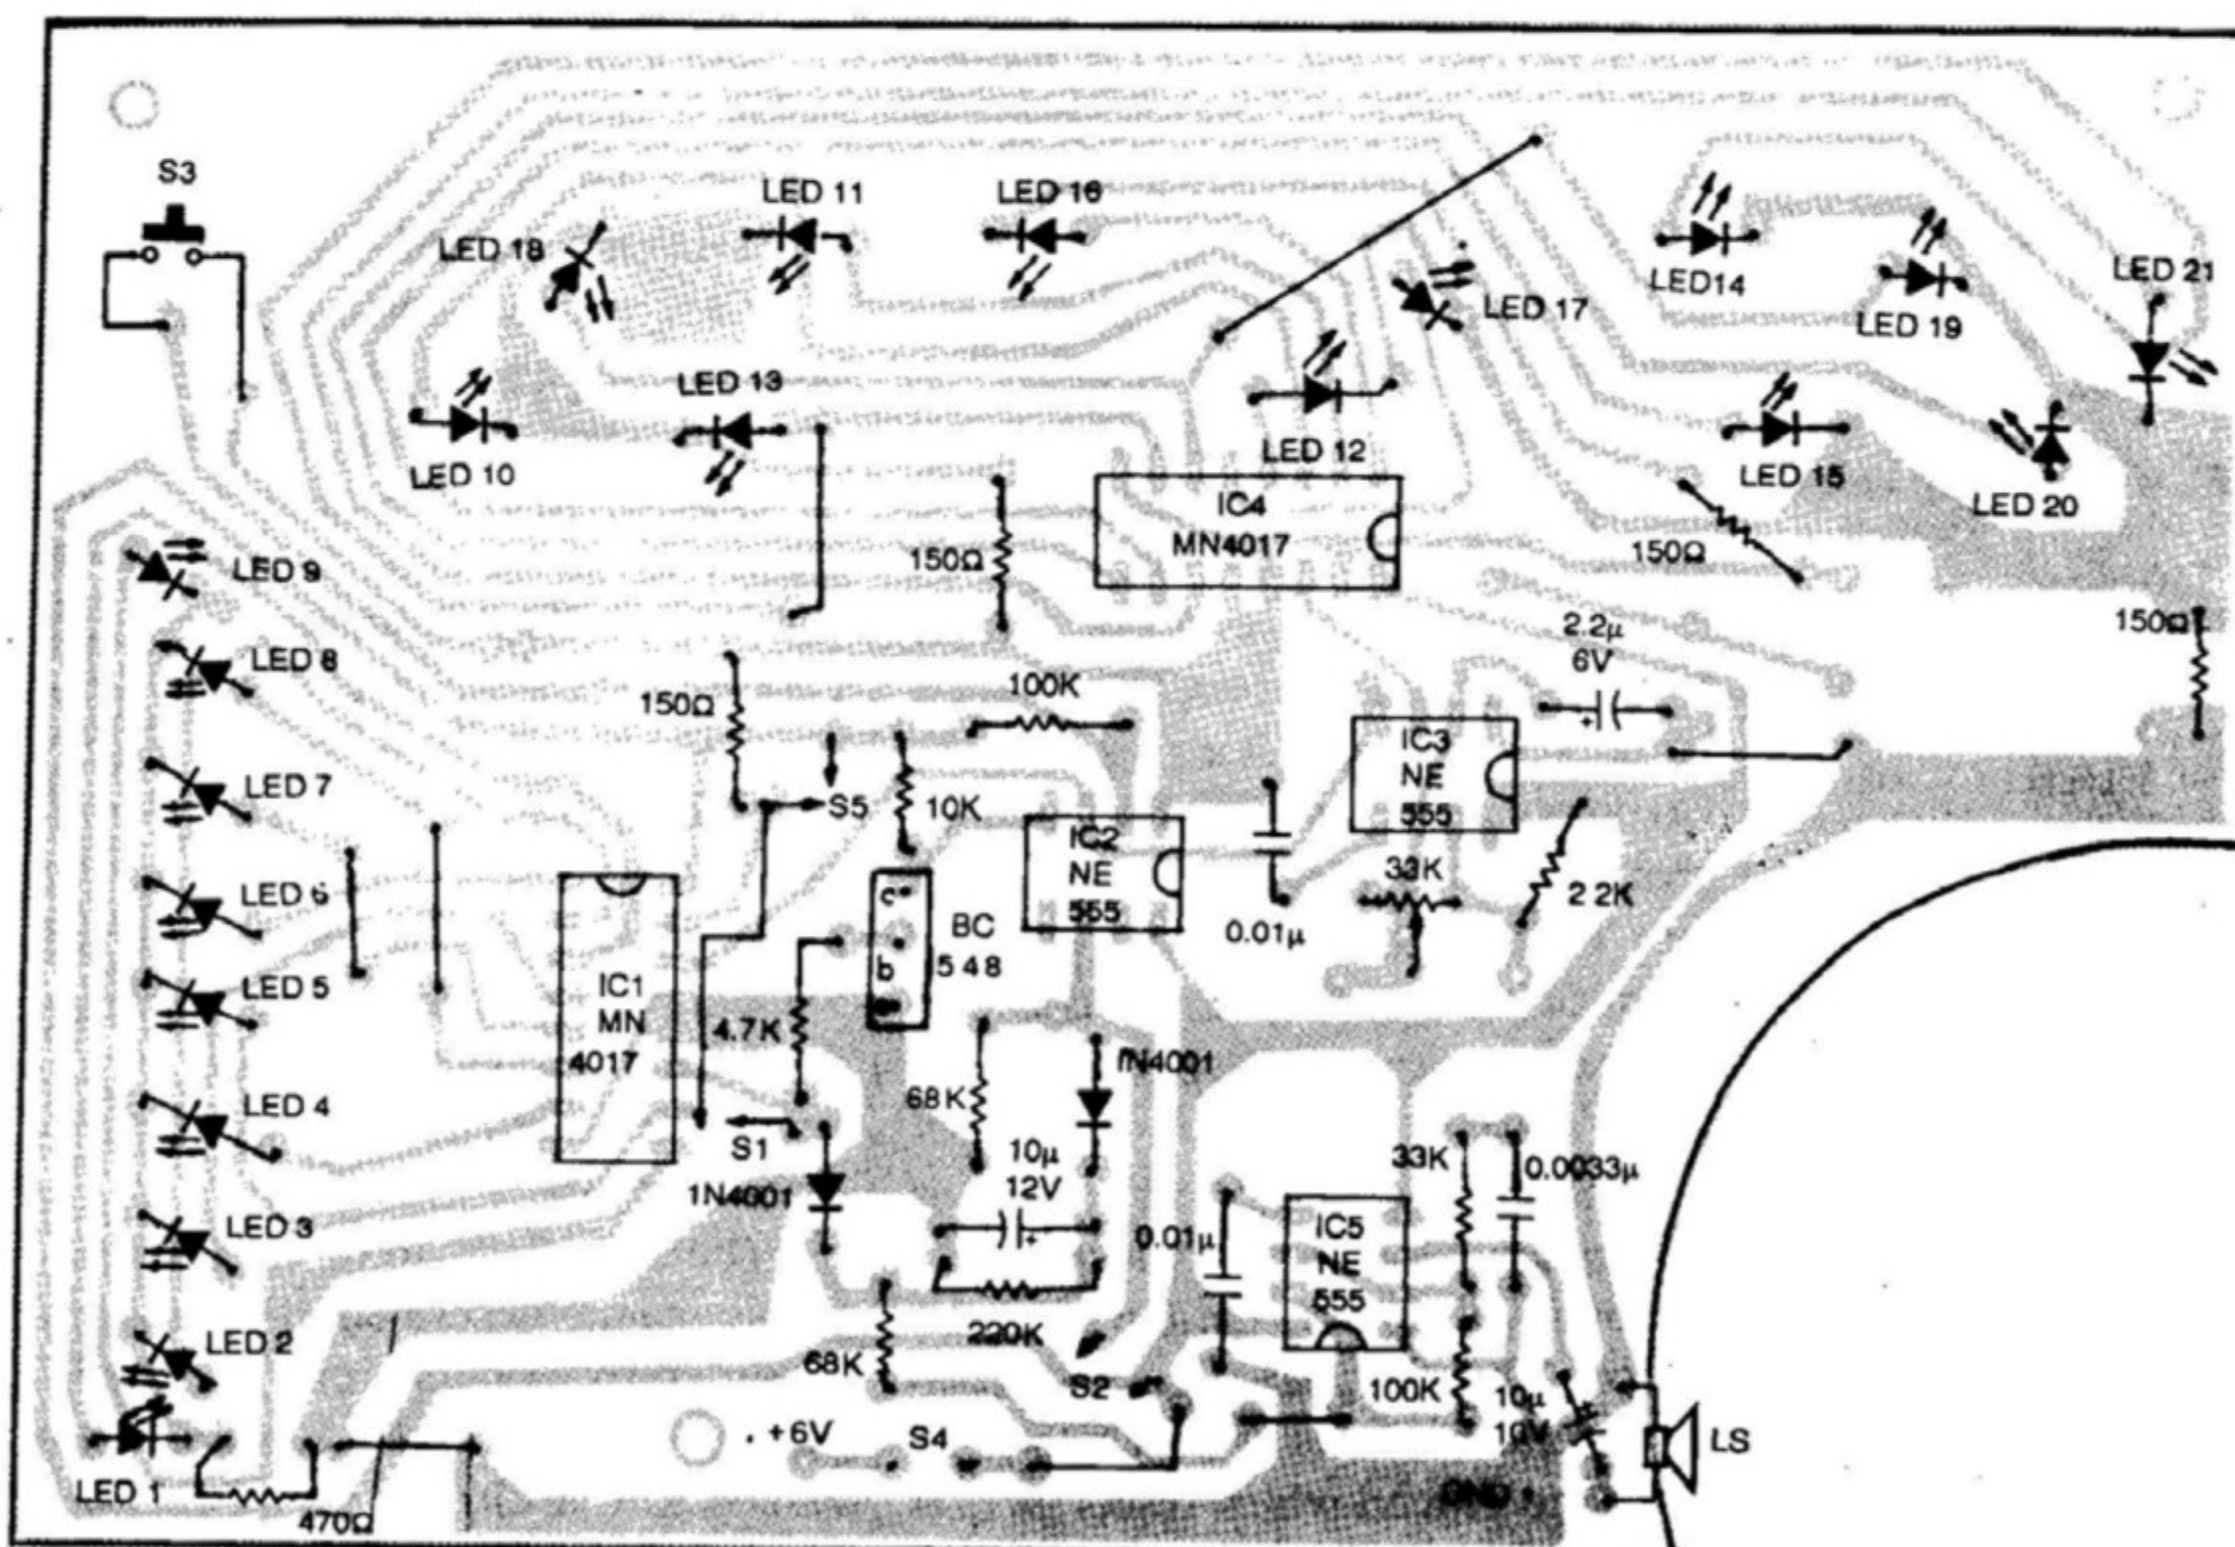 S3
LED 11
LED 16
LED 18
LED 17
LED14
LED 19
LED 21
LED 10
LED 13
LED 12
LED 15
LED 20
IC4
MN4017
150Ω
150Ω
150Ω
LED 9
LED 8
LED 7
LED 6
LED 5
LED 4
LED 3
LED 2
LED 1
2.2µ
6V
+
100K
150Ω
S5
10K
IC2
NE
555
IC3
NE
555
33K
2 2K
0.01µ
c
b
BC
548
IC1
MN
4017
4.7K
68K
1N4001
S1
1N4001
10µ
12V
+
220K
68K
S2
0.01µ
IC5
NE
555
33K
0.0033µ
100K
10µ
10V
LS
+6V
S4
GND
470Ω